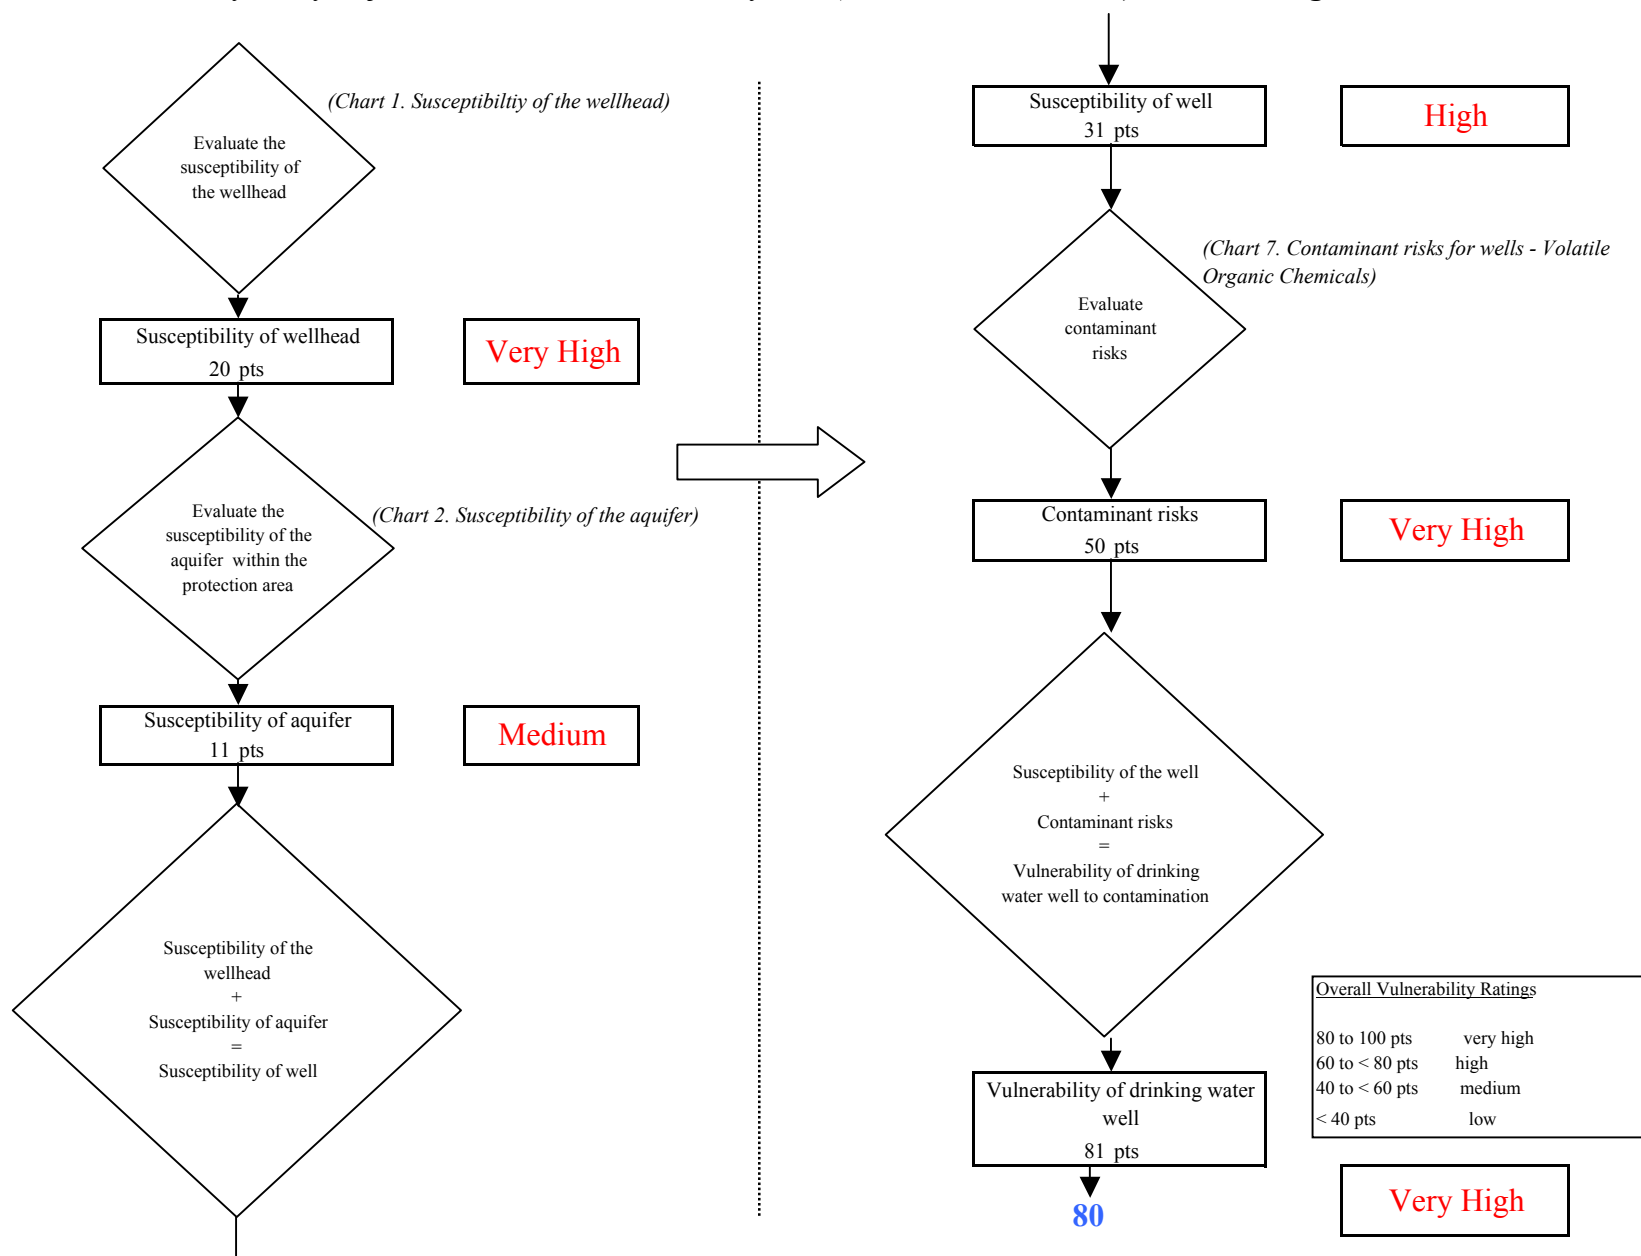 (Chart 1. Susceptibiltiy of the wellhead)
Evaluate the
susceptibility of
the wellhead
Susceptibility of wellhead
20 pts
Very High
(Chart 2. Susceptibility of the aquifer)
Evaluate the
susceptibility of the
aquifer within the
protection area
Susceptibility of aquifer
11 pts
Medium
Susceptibility of the
wellhead
+
Susceptibility of aquifer
=
Susceptibility of well
Susceptibility of well
31 pts
High
(Chart 7. Contaminant risks for wells - Volatile
Organic Chemicals)
Evaluate
contaminant
risks
Contaminant risks
50 pts
Very High
Susceptibility of the well
+
Contaminant risks
=
Vulnerability of drinking
water well to contamination
Overall Vulnerability Ratings
80 to 100 pts very high
60 to < 80 pts high
40 to < 60 pts medium
< 40 pts low
Vulnerability of drinking water
well
81 pts
80
Very High